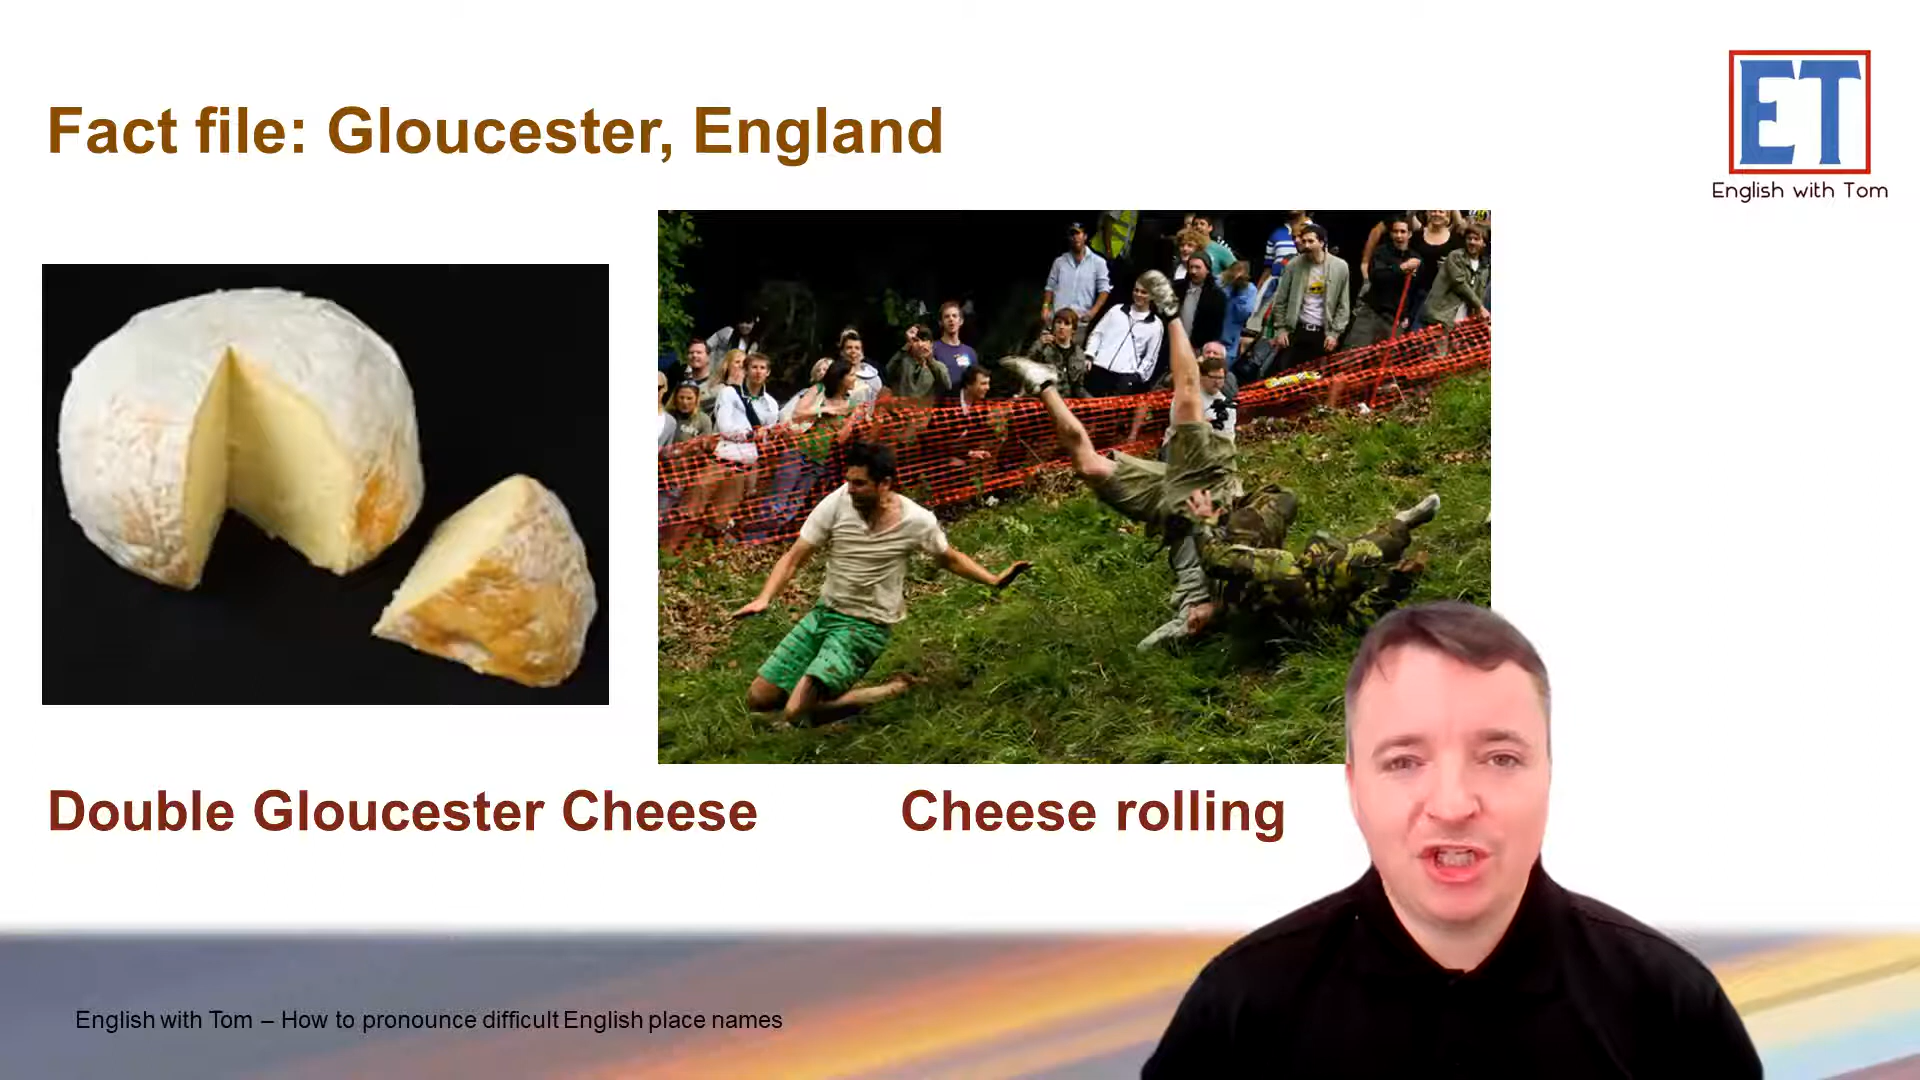 Fact file: Gloucester, England
ET
English with Tom
Double Gloucester Cheese
Cheese rolling
English with Tom – How to pronounce difficult English place names